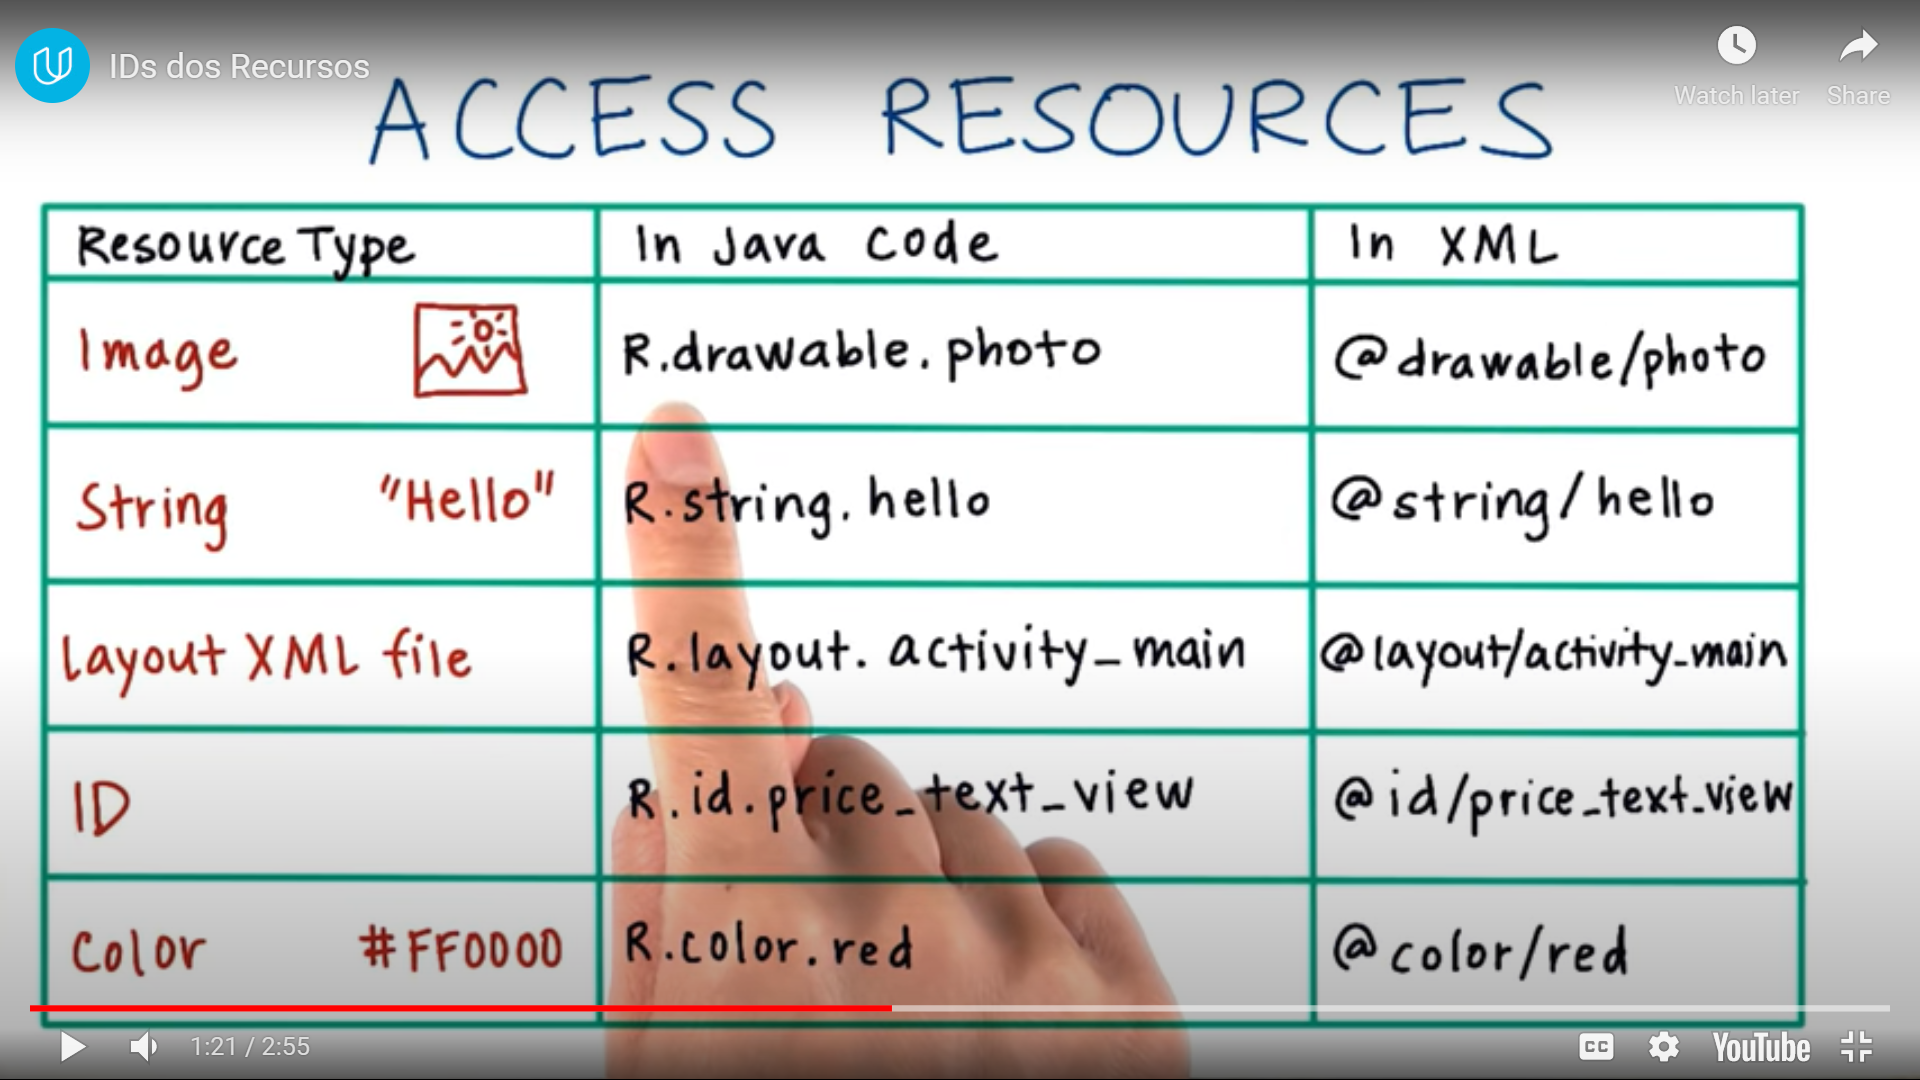 IDs dos Recursos
Watch later
Share
ACCESS RESOURCES
Resource Type
In Java Code
In XML
Image
R.drawable.photo
@drawable/photo
String "Hello"
R.string.hello
@string/hello
Layout XML file
R.layout.activity_main
@layout/activity_main
ID
R.id.price_text_view
@id/price_text_view
Color #FF0000
R.color.red
@color/red
1:21 / 2:55
CC
YouTube